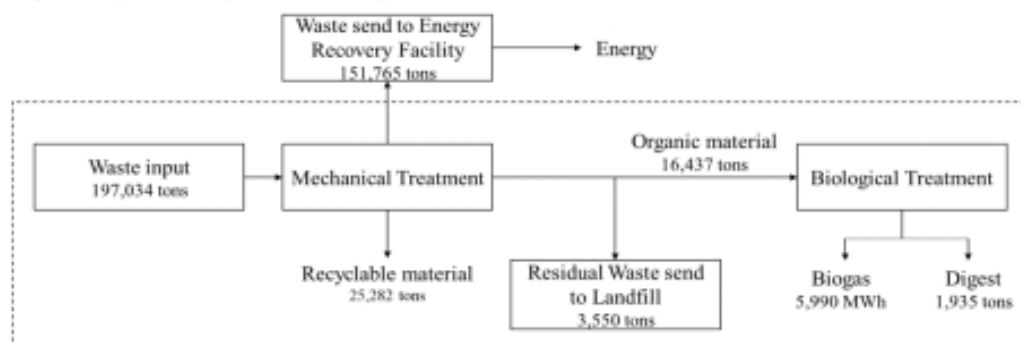 Waste send to Energy
Recovery Facility
151,765 tons
Energy
Waste input
197,034 tons
Mechanical Treatment
Organic material
16,437 tons
Biological Treatment
Recyclable material
25,282 tons
Residual Waste send
to Landfill
3,550 tons
Biogas
5,990 MWh
Digest
1,935 tons